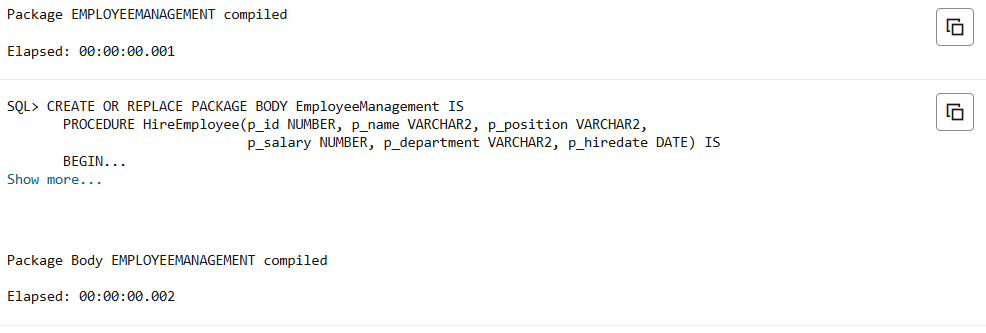 Package EMPLOYEEMANAGEMENT compiled
Elapsed: 00:00:00.001
SQL> CREATE OR REPLACE PACKAGE BODY EmployeeManagement IS
PROCEDURE HireEmployee(p_id NUMBER, p_name VARCHAR2, p_position VARCHAR2,
p_salary NUMBER, p_department VARCHAR2, p_hiredate DATE) IS
BEGIN...
Show more...
Package Body EMPLOYEEMANAGEMENT compiled
Elapsed: 00:00:00.002